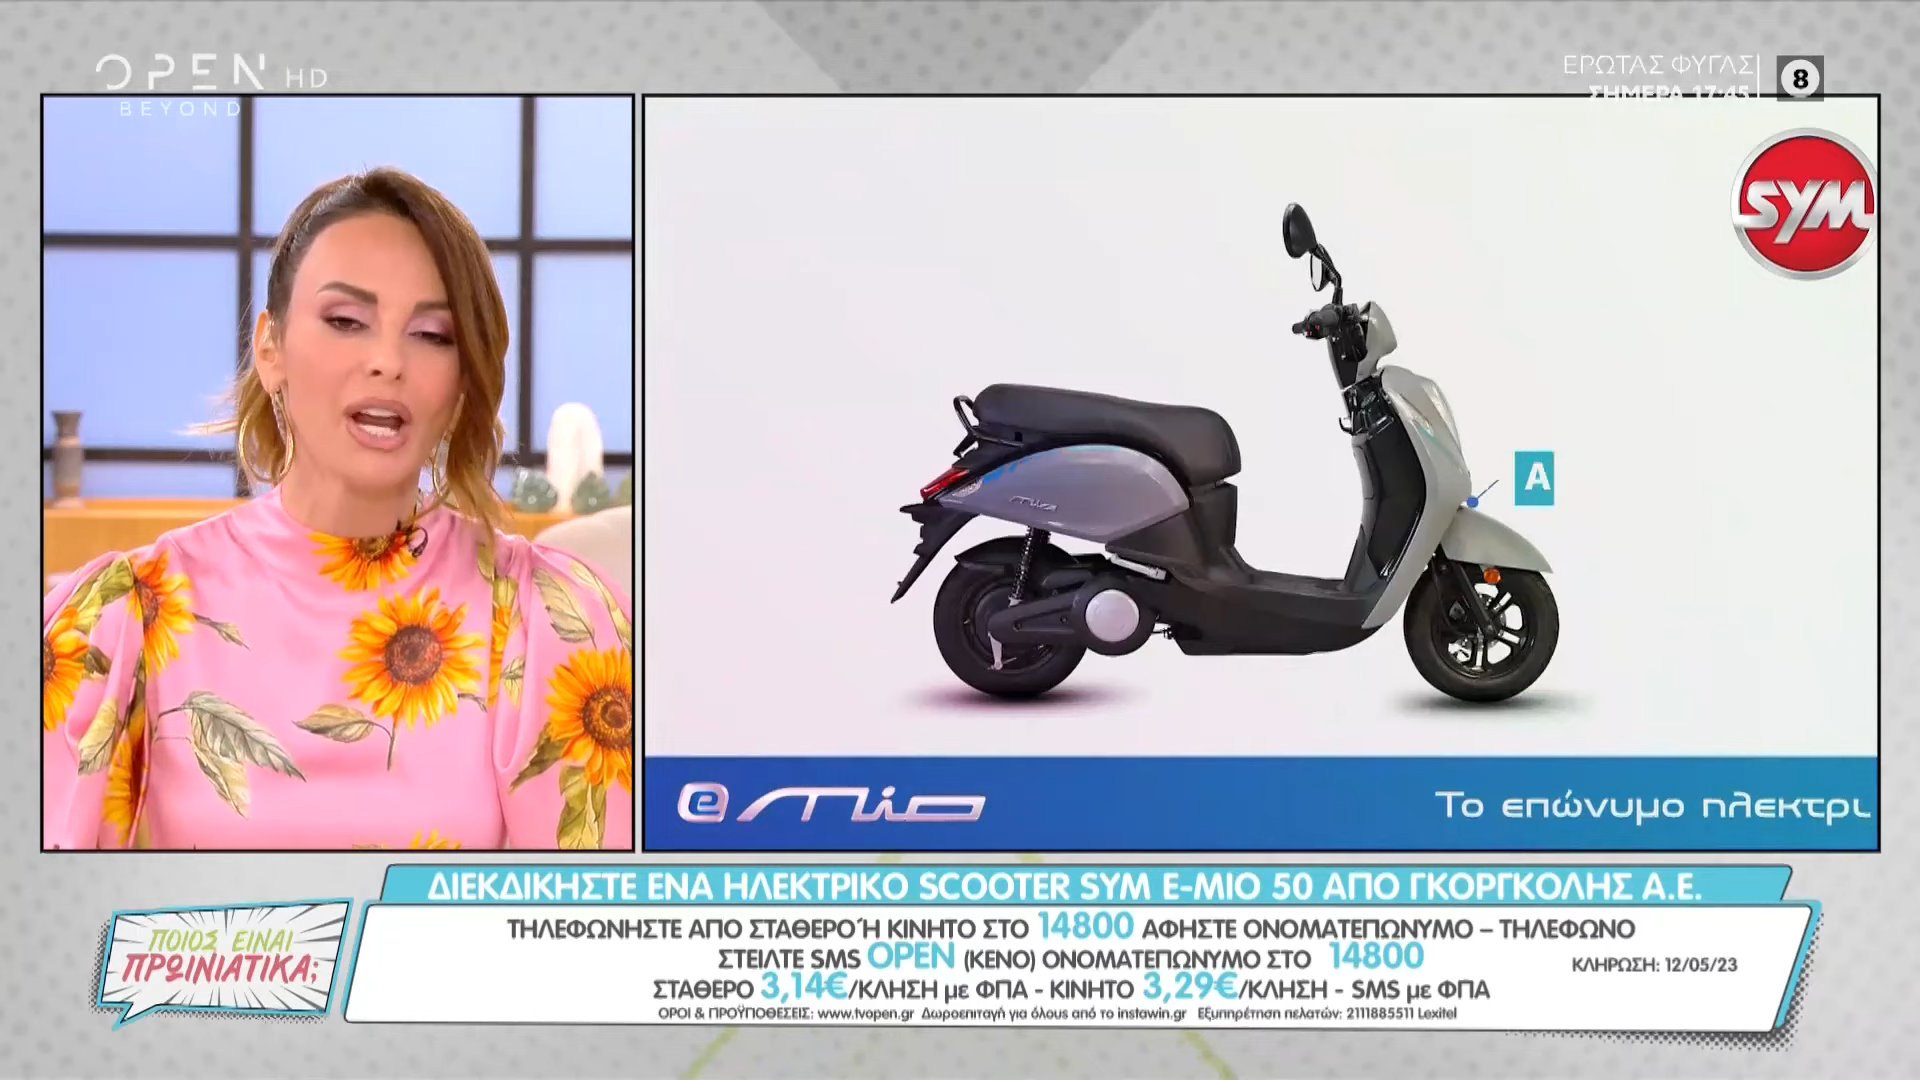 OPEN HD
BEYOND
ΕΡΩΤΑΣ ΦΥΓΑΣ
ΣΗΜΕΡΑ 17:45
8
SYM
A
mio
e mio
Το επώνυμο ηλεκτρι
ΔΙΕΚΔΙΚΗΣΤΕ ΕΝΑ ΗΛΕΚΤΡΙΚΟ SCOOTER SYM E-MIO 50 ΑΠΟ ΓΚΟΡΓΚΟΛΗΣ Α.Ε.
ΠΟΙΟΣ ΕΙΝΑΙ
ΠΡΩΙΝΙΑΤΙΚΑ;
ΤΗΛΕΦΩΝΗΣΤΕ ΑΠΟ ΣΤΑΘΕΡΟ Ή ΚΙΝΗΤΟ ΣΤΟ 14800 ΑΦΗΣΤΕ ΟΝΟΜΑΤΕΠΩΝΥΜΟ – ΤΗΛΕΦΩΝΟ
ΣΤΕΙΛΤΕ SMS OPEN (ΚΕΝΟ) ΟΝΟΜΑΤΕΠΩΝΥΜΟ ΣΤΟ 14800
ΚΛΗΡΩΣΗ: 12/05/23
ΣΤΑΘΕΡΟ 3,14€/ΚΛΗΣΗ με ΦΠΑ - ΚΙΝΗΤΟ 3,29€/ΚΛΗΣΗ - SMS με ΦΠΑ
ΟΡΟΙ & ΠΡΟΫΠΟΘΕΣΕΙΣ: www.tvopen.gr Δωροεπιταγή για όλους από το instawin.gr Εξυπηρέτηση πελατών: 2111885511 Lexitel